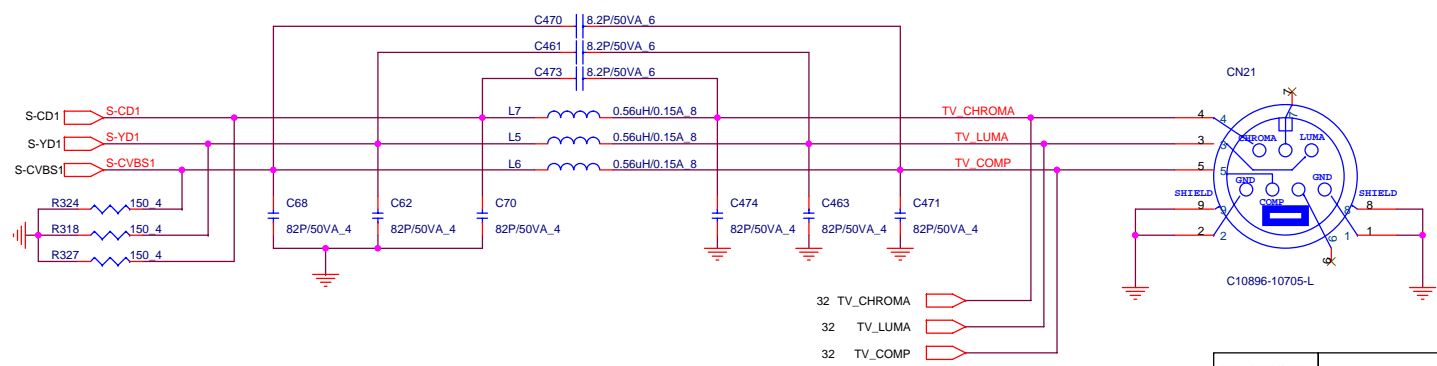 C470 8.2P/50VA_6
C461 8.2P/50VA_6
C473 8.2P/50VA_6
CN21
S-CD1 S-CD1 L7 0.56uH/0.15A_8 TV_CHROMA 4 4
S-YD1 S-YD1 L5 0.56uH/0.15A_8 TV_LUMA 3 3
S-CVBS1 S-CVBS1 L6 0.56uH/0.15A_8 TV_COMP 5 5
7 7
CHROMA LUMA
GND GND
COMP
SHIELD SHIELD
9 9 8 8
2 2 1 1
6 6
R324 150_4
R318 150_4
R327 150_4
C68 C62 C70 C474 C463 C471
82P/50VA_4 82P/50VA_4 82P/50VA_4 82P/50VA_4 82P/50VA_4 82P/50VA_4
C10896-10705-L
32 TV_CHROMA
32 TV_LUMA
32 TV_COMP